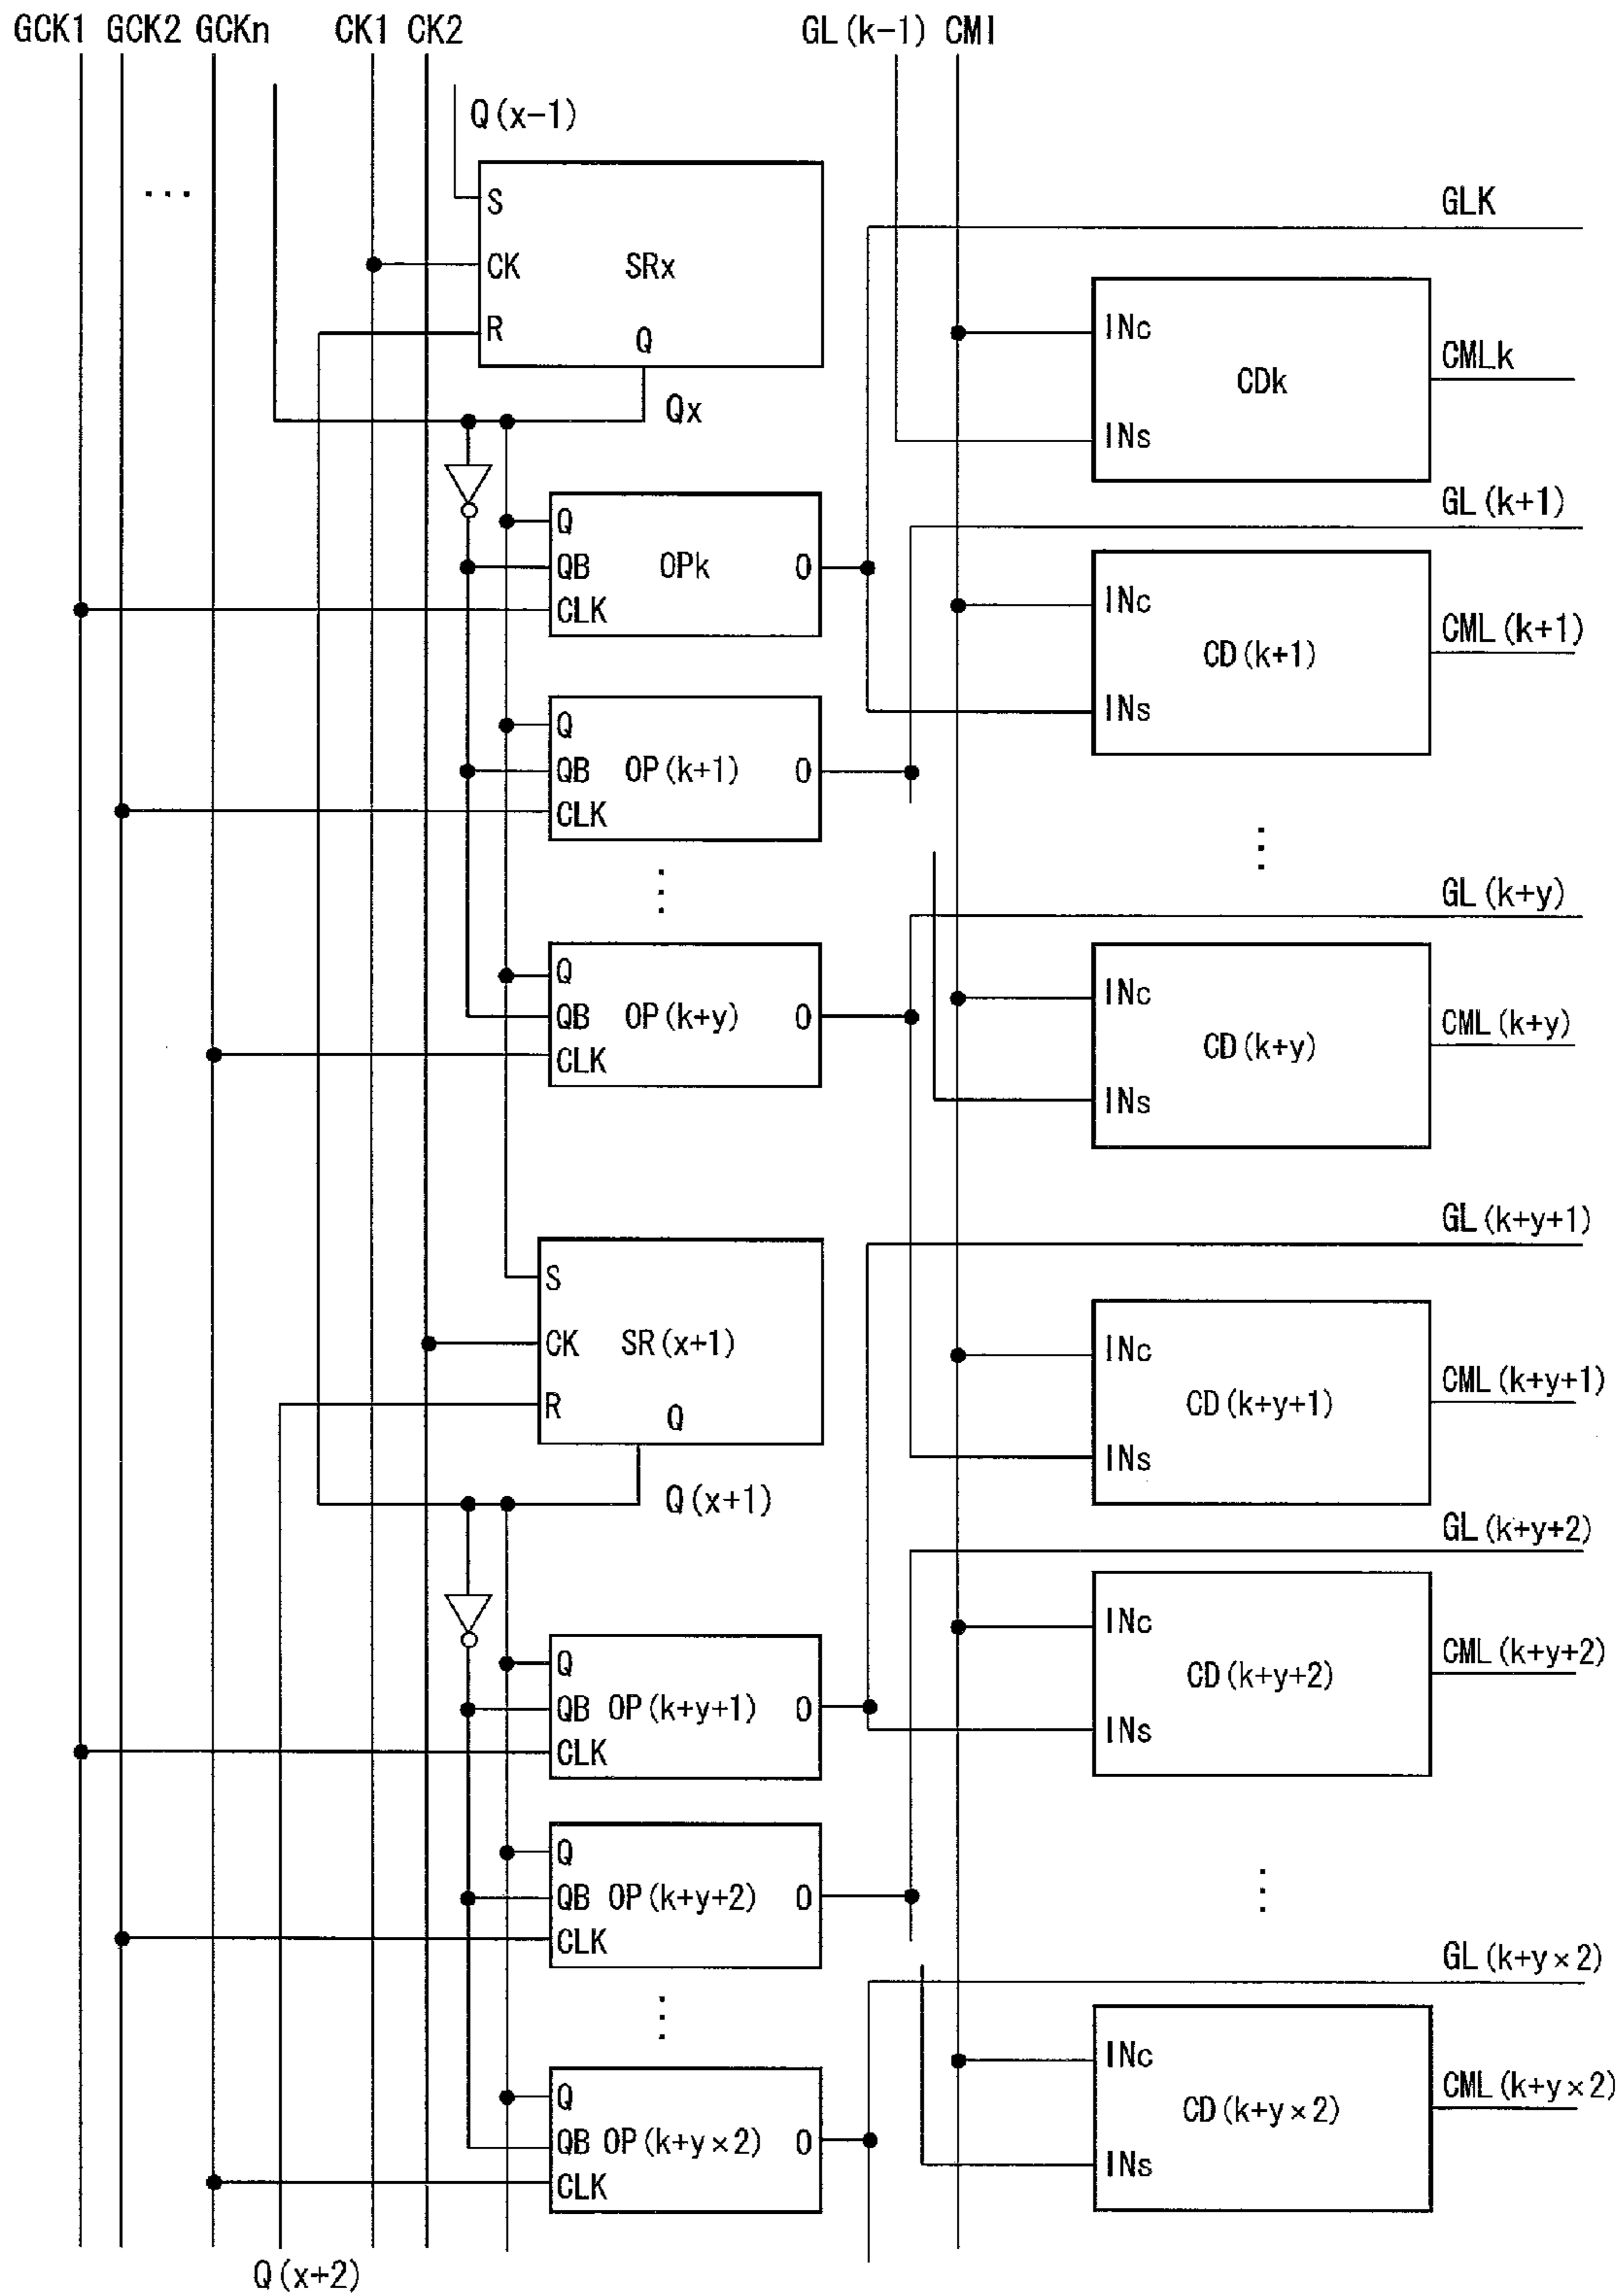 GCK1 GCK2 GCKn CK1 CK2 GL(k-1) CMI
Q(x-1)
...
S
CK SRx
R
Q
Qx
GLK
INc
CDk
INs
CMLk
Q
QB OPk O
CLK
GL(k+1)
INc
CD(k+1)
INs
CML(k+1)
Q
QB OP(k+1) O
CLK
⋮
⋮
GL(k+y)
Q
QB OP(k+y) O
CLK
INc
CD(k+y)
INs
CML(k+y)
GL(k+y+1)
S
CK SR(x+1)
R
Q
Q(x+1)
INc
CD(k+y+1)
INs
CML(k+y+1)
GL(k+y+2)
Q
QB OP(k+y+1) O
CLK
INc
CD(k+y+2)
INs
CML(k+y+2)
Q
QB OP(k+y+2) O
CLK
⋮
⋮
GL(k+y×2)
Q
QB OP(k+y×2) O
CLK
INc
CD(k+y×2)
INs
CML(k+y×2)
Q(x+2)